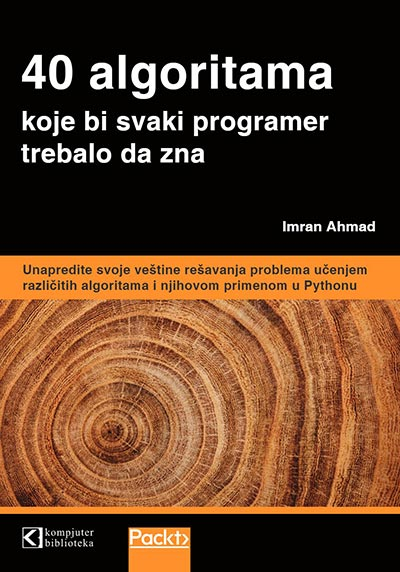 40 algoritama
koje bi svaki programer
trebalo da zna
Imran Ahmad
Unapredite svoje veštine rešavanja problema učenjem
različitih algoritama i njihovom primenom u Pythonu
kompjuter
biblioteka
Packt>